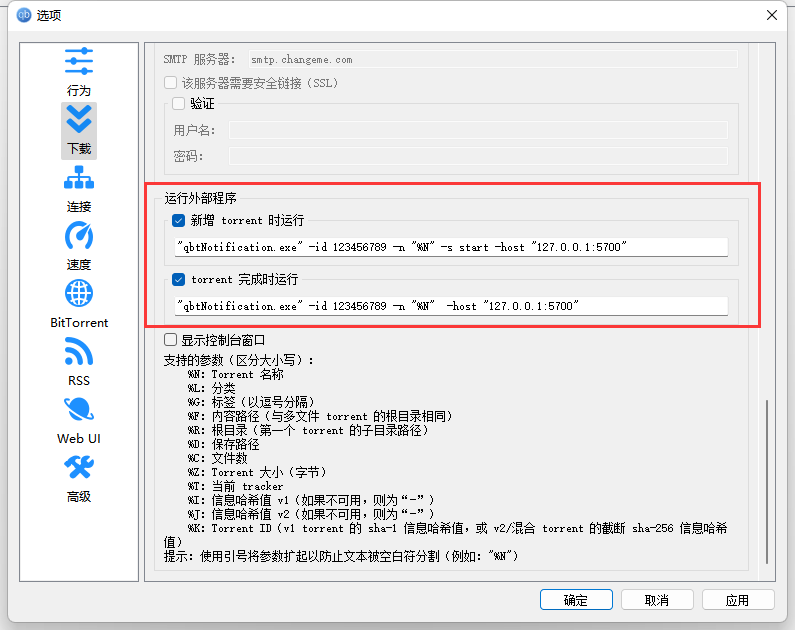 选项
行为
下载
连接
速度
BitTorrent
RSS
Web UI
高级
SMTP 服务器: smtp.changeme.com
该服务器需要安全链接（SSL）
验证
用户名:
密码:
运行外部程序
新增 torrent 时运行
"qbtNotification.exe" -id 123456789 -n "%N" -s start -host "127.0.0.1:5700"
torrent 完成时运行
"qbtNotification.exe" -id 123456789 -n "%N"  -host "127.0.0.1:5700"
显示控制台窗口
支持的参数（区分大小写）:
%N: Torrent 名称
%L: 分类
%G: 标签（以逗号分隔）
%F: 内容路径（与多文件 torrent 的根目录相同）
%R: 根目录（第一个 torrent 的子目录路径）
%D: 保存路径
%C: 文件数
%Z: Torrent 大小（字节）
%T: 当前 tracker
%I: 信息哈希值 v1（如果不可用，则为“-”）
%J: 信息哈希值 v2（如果不可用，则为“-”）
%K: Torrent ID（v1 torrent 的 sha-1 信息哈希值，或 v2/混合 torrent 的截断 sha-256 信息哈希
值）
提示: 使用引号将参数扩起以防止文本被空白符分割（例如: "%N"）
确定
取消
应用